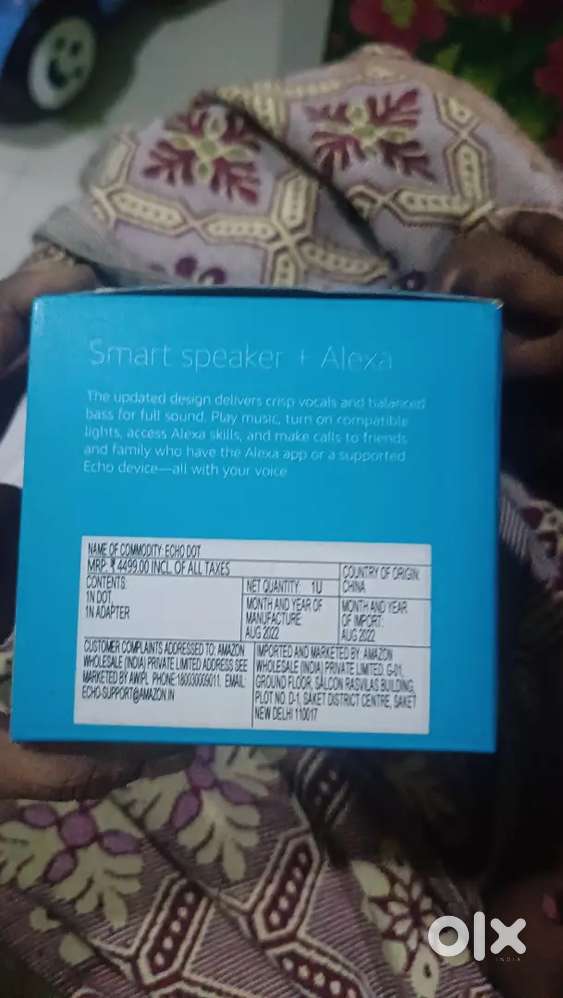 Smart speaker + Alexa
The updated design delivers crisp vocals and balanced
bass for full sound. Play music, turn on compatible
lights, access Alexa skills, and make calls to friends
and family who have the Alexa app or a supported
Echo device—all with your voice
NAME OF COMMODITY: ECHO DOT
MRP: ₹ 4499.00 INCL. OF ALL TAXES
CONTENTS:
1N DOT,
1N ADAPTER
NET QUANTITY: 1U
MONTH AND YEAR OF
MANUFACTURE:
AUG 2022
COUNTRY OF ORIGIN:
CHINA
MONTH AND YEAR
OF IMPORT:
AUG 2022
CUSTOMER COMPLAINTS ADDRESSED TO: AMAZON
WHOLESALE (INDIA) PRIVATE LIMITED ADDRESS SEE
MARKETED BY AWIPL PHONE:180030009011, EMAIL:
ECHO-SUPPORT@AMAZON.IN
IMPORTED AND MARKETED BY: AMAZON
WHOLESALE (INDIA) PRIVATE LIMITED, G-01,
GROUND FLOOR, SALCON RASVILAS BUILDING,
PLOT NO. D-1, SAKET DISTRICT CENTRE, SAKET
NEW DELHI 110017
olx
INDIA